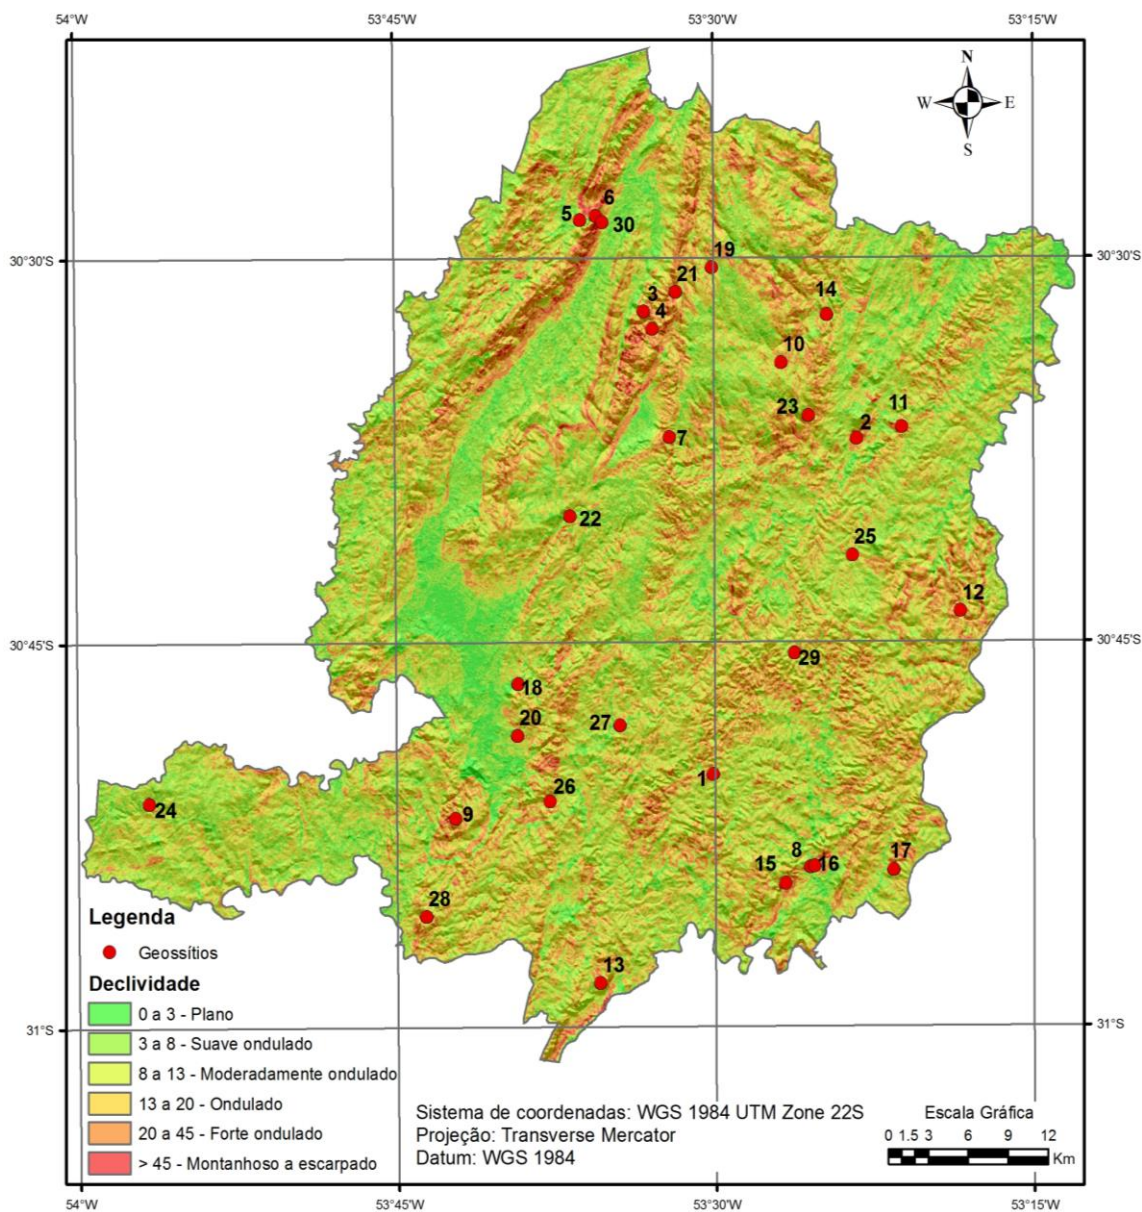 54°W 53°45'W 53°30'W 53°15'W
N
W E
S
6
5
30
30°30'S 30°30'S
19
21
3
14
4
10
23
2
11
7
22
25
12
30°45'S 30°45'S
29
18
20
27
1
26
24
9
8
17
15
16
28
13
Legenda
Geossítios
Declividade
0 a 3 - Plano
3 a 8 - Suave ondulado
31°S 31°S
8 a 13 - Moderadamente ondulado
13 a 20 - Ondulado
20 a 45 - Forte ondulado
> 45 - Montanhoso a escarpado
Sistema de coordenadas: WGS 1984 UTM Zone 22S
Projeção: Transverse Mercator
Datum: WGS 1984
Escala Gráfica
0 1.5 3 6 9 12
Km
54°W 53°45'W 53°30'W 53°15'W